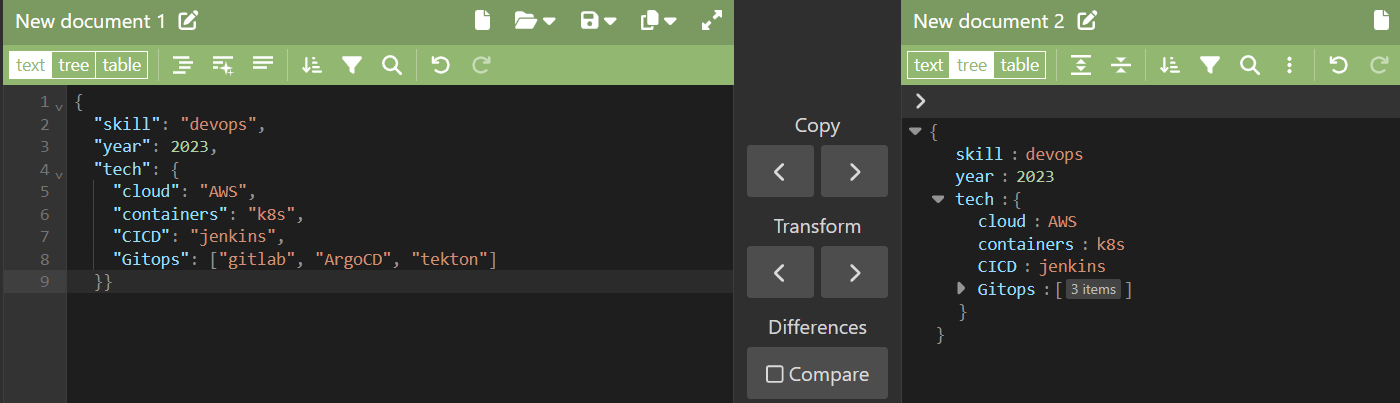 New document 1
text tree table
1 {
2 "skill": "devops",
3 "year": 2023,
4 "tech": {
5 "cloud": "AWS",
6 "containers": "k8s",
7 "CICD": "jenkins",
8 "Gitops": ["gitlab", "ArgoCD", "tekton"]
9 }}
Copy
Transform
Differences
Compare
New document 2
text tree table
{
skill : devops
year : 2023
tech : {
cloud : AWS
containers : k8s
CICD : jenkins
Gitops : [ 3 items ]
}
}